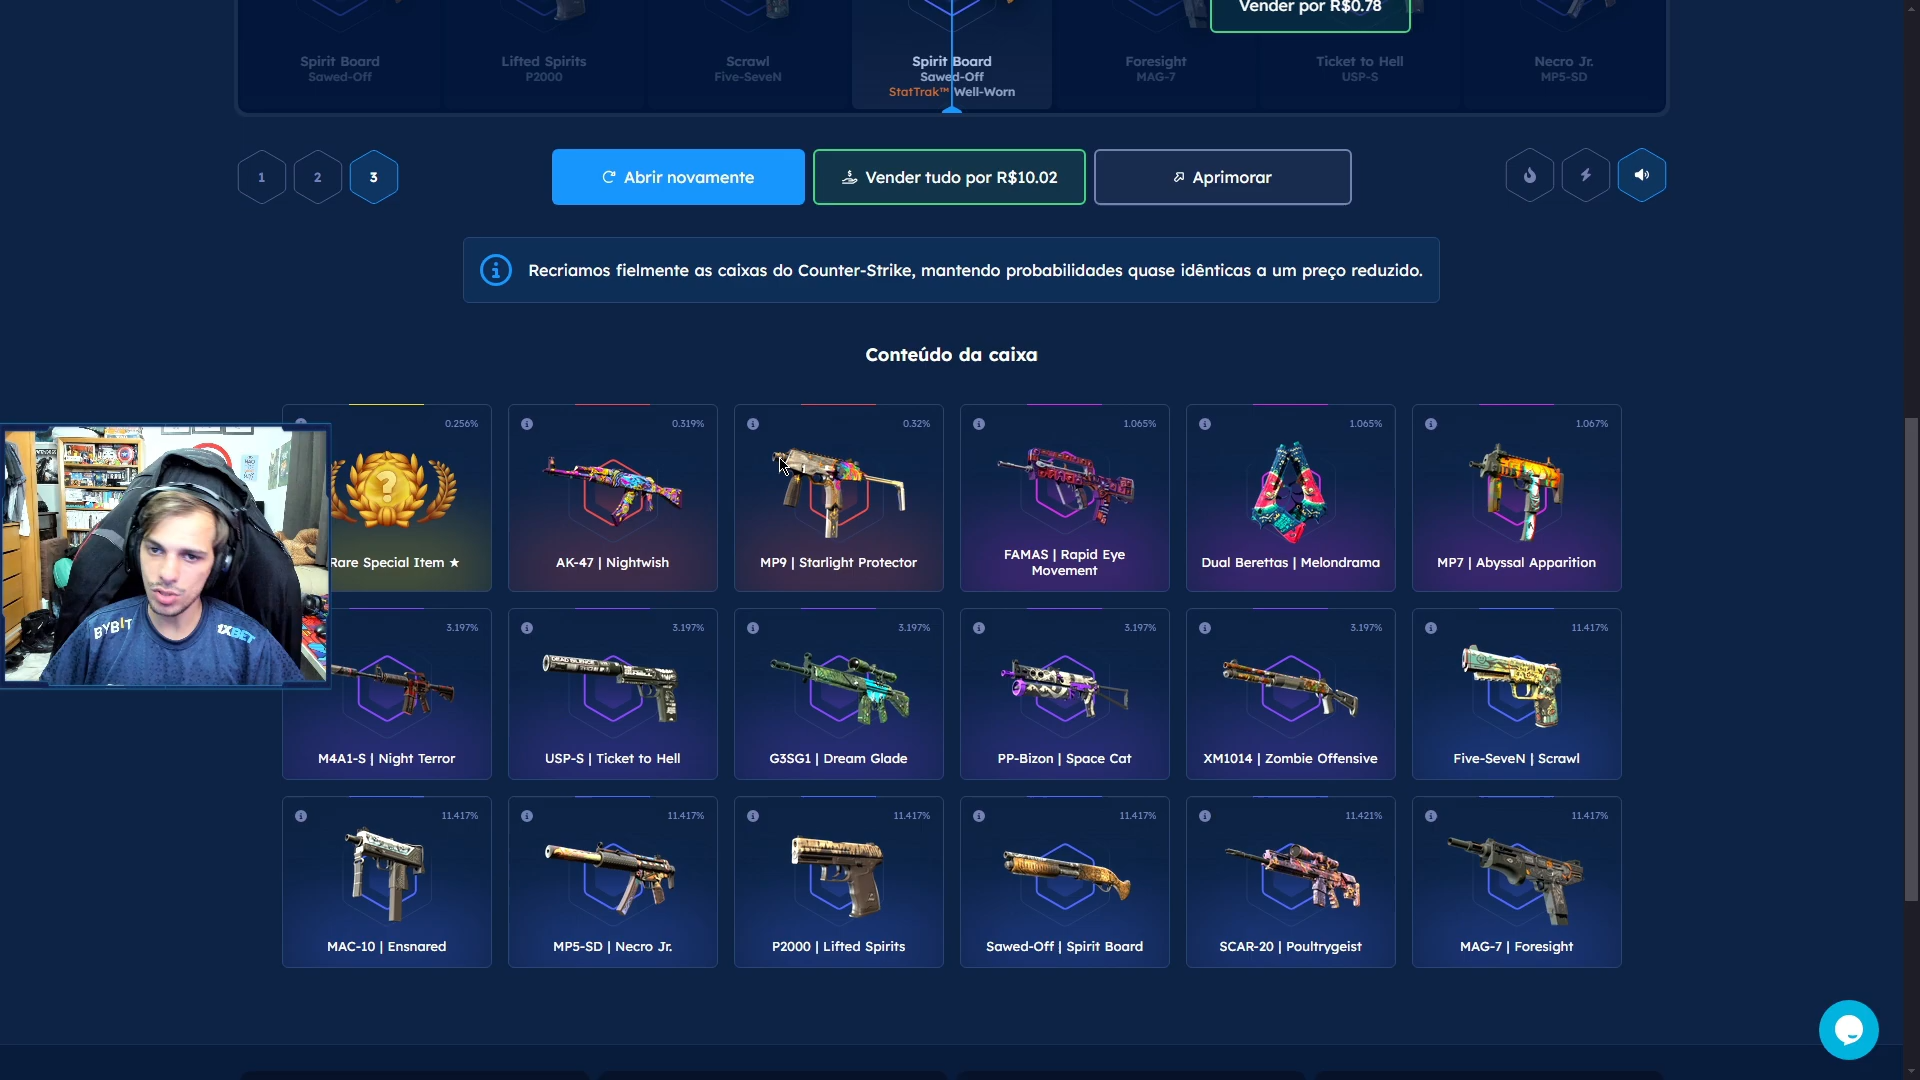 Vender por R$0.78
Spirit Board
Sawed-Off
Lifted Spirits
P2000
Scrawl
Five-SeveN
Spirit Board
Sawed-Off
StatTrak™ Well-Worn
Foresight
MAG-7
Ticket to Hell
USP-S
Necro Jr.
MP5-SD
1
2
3
Abrir novamente
Vender tudo por R$10.02
Aprimorar
Recriamos fielmente as caixas do Counter-Strike, mantendo probabilidades quase idênticas a um preço reduzido.
Conteúdo da caixa
0.256%
Rare Special Item ★
0.319%
AK-47 | Nightwish
0.32%
MP9 | Starlight Protector
1.065%
FAMAS | Rapid Eye
Movement
1.065%
Dual Berettas | Melondrama
1.067%
MP7 | Abyssal Apparition
BYBIT
1XBET
3.197%
M4A1-S | Night Terror
3.197%
USP-S | Ticket to Hell
3.197%
G3SG1 | Dream Glade
3.197%
PP-Bizon | Space Cat
3.197%
XM1014 | Zombie Offensive
11.417%
Five-SeveN | Scrawl
11.417%
MAC-10 | Ensnared
11.417%
MP5-SD | Necro Jr.
11.417%
P2000 | Lifted Spirits
11.417%
Sawed-Off | Spirit Board
11.421%
SCAR-20 | Poultrygeist
11.417%
MAG-7 | Foresight